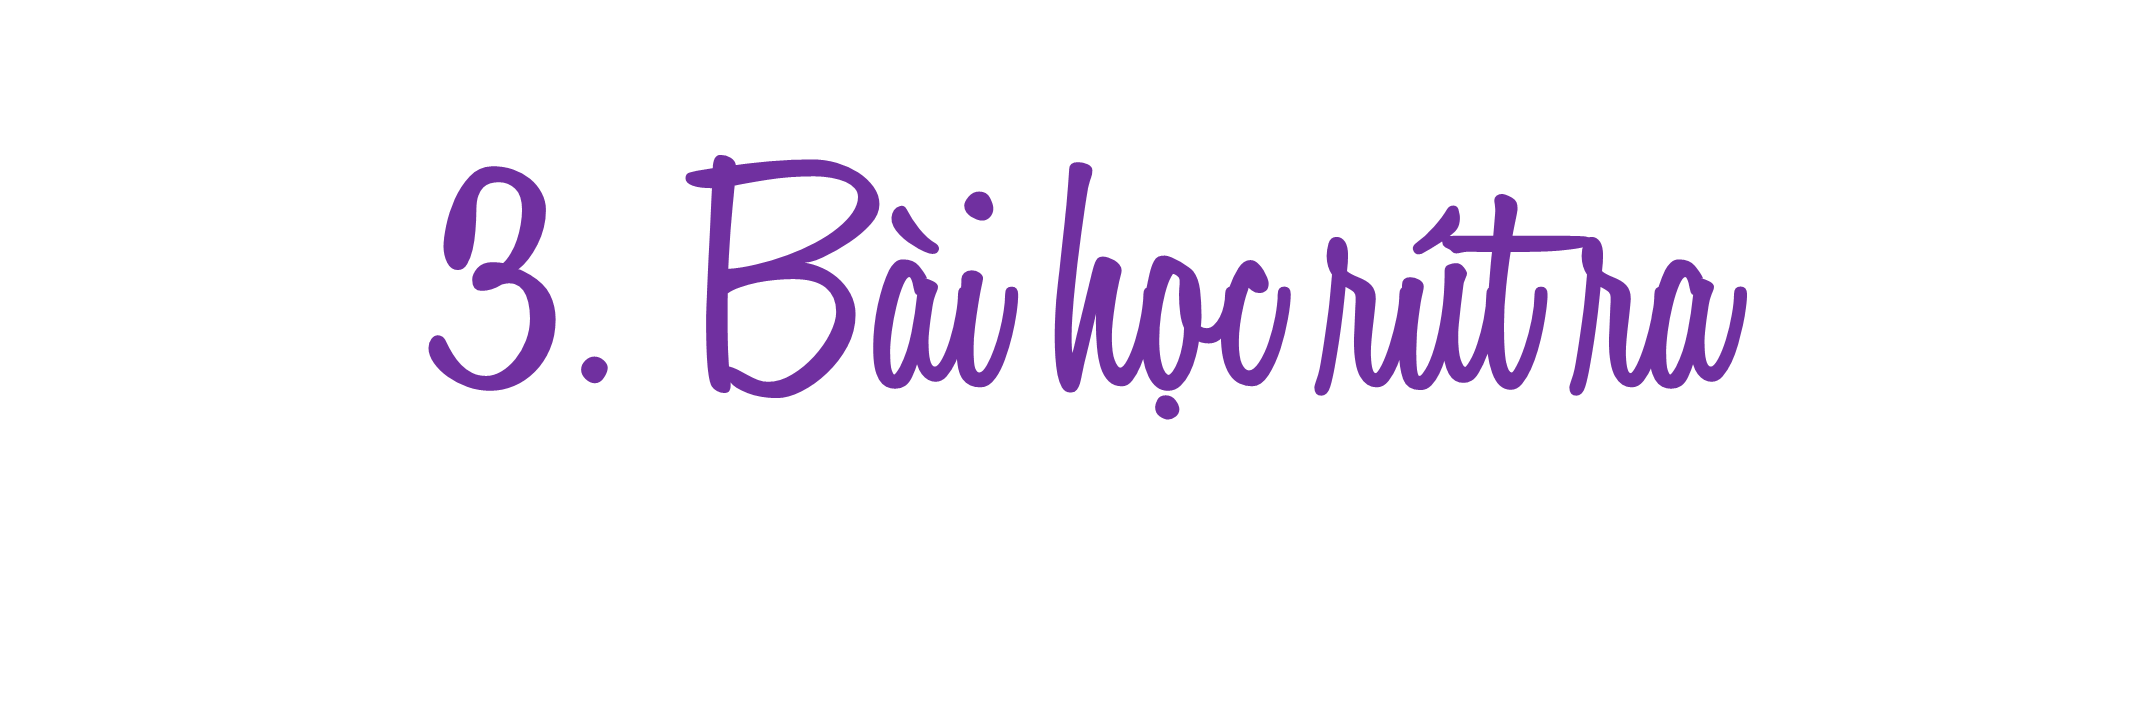 3. Bài học rút ra